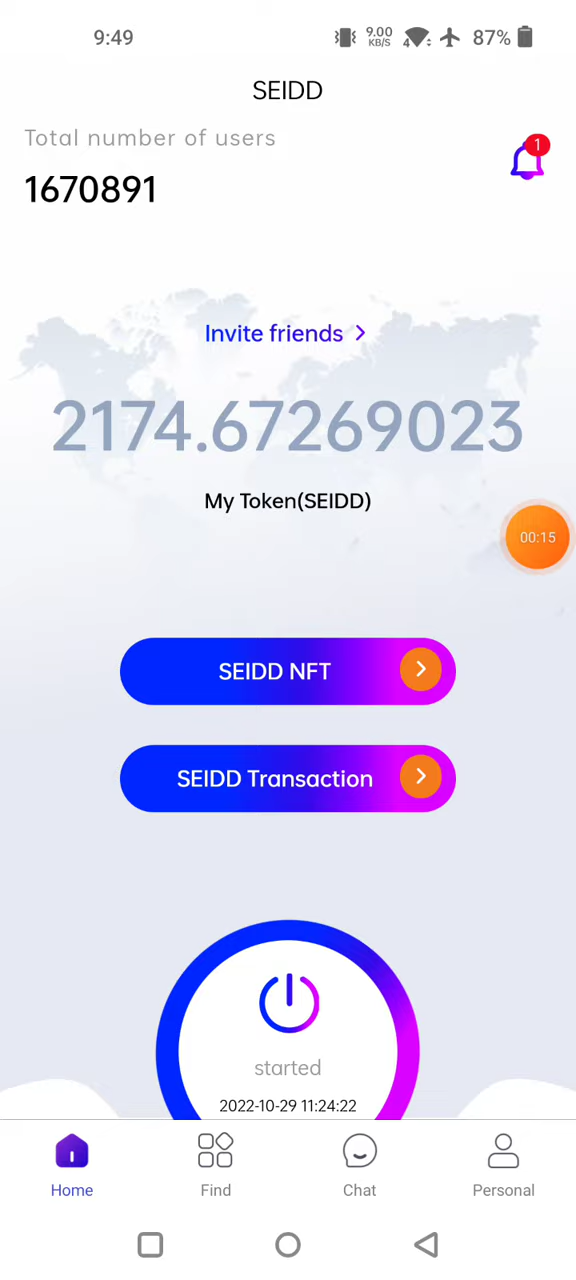 9:49
9.00 KB/S
4
87%
SEIDD
Total number of users
1
1670891
Invite friends
2174.67269023
My Token(SEIDD)
00:15
SEIDD NFT
SEIDD Transaction
started
2022-10-29 11:24:22
Home Find Chat Personal